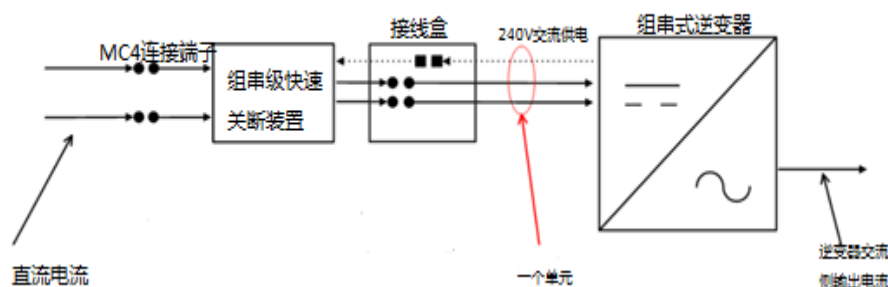 接线盒
240V交流供电
组串式逆变器
MC4连接端子
组串级快速
关断装置
直流电流
一个单元
逆变器交流
侧输出电流